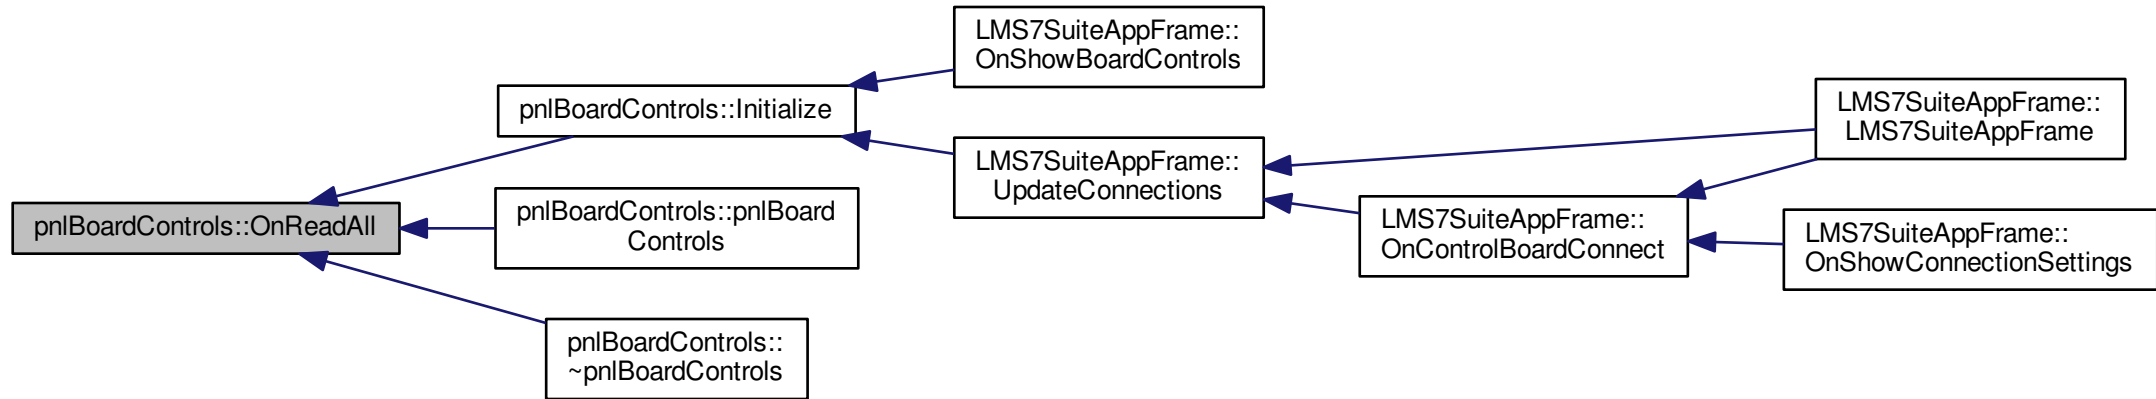 pnlBoardControls::OnReadAll
pnlBoardControls::Initialize
pnlBoardControls::pnlBoard
Controls
pnlBoardControls::
~pnlBoardControls
LMS7SuiteAppFrame::
OnShowBoardControls
LMS7SuiteAppFrame::
UpdateConnections
LMS7SuiteAppFrame::
OnControlBoardConnect
LMS7SuiteAppFrame::
LMS7SuiteAppFrame
LMS7SuiteAppFrame::
OnShowConnectionSettings